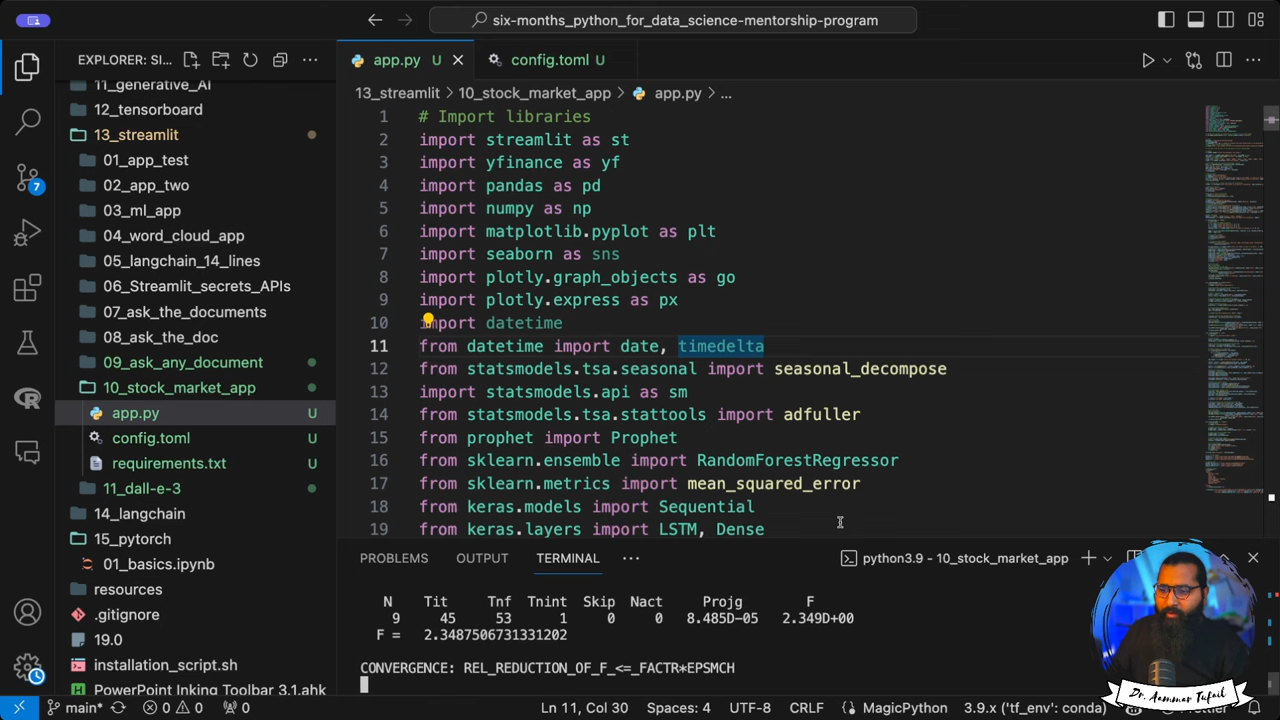 six-months_python_for_data_science-mentorship-program
EXPLORER: SI...
11_generative_AI
12_tensorboard
13_streamlit
01_app_test
02_app_two
03_ml_app
04_word_cloud_app
05_langchain_14_lines
06_Streamlit_secrets_APIs
07_ask_the_documents
08_ask_the_doc
09_ask_any_document
10_stock_market_app
app.py U
config.toml U
requirements.txt U
11_dall-e-3
14_langchain
15_pytorch
01_basics.ipynb
resources
.gitignore
19.0
installation_script.sh
PowerPoint Inking Toolbar 3.1.ahk
7
app.py U
config.toml U
13_streamlit > 10_stock_market_app > app.py > ...
1 # Import libraries
2 import streamlit as st
3 import yfinance as yf
4 import pandas as pd
5 import numpy as np
6 import matplotlib.pyplot as plt
7 import seaborn as sns
8 import plotly.graph_objects as go
9 import plotly.express as px
10 import datetime
11 from datetime import date, timedelta
12 from statsmodels.tsa.seasonal import seasonal_decompose
13 import statsmodels.api as sm
14 from statsmodels.tsa.stattools import adfuller
15 from prophet import Prophet
16 from sklearn.ensemble import RandomForestRegressor
17 from sklearn.metrics import mean_squared_error
18 from keras.models import Sequential
19 from keras.layers import LSTM, Dense
PROBLEMS OUTPUT TERMINAL ...
python3.9 - 10_stock_market_app
N Tit Tnf Tnint Skip Nact Projg F
9 45 53 1 0 0 8.485D-05 2.349D+00
F = 2.3487506731331202
CONVERGENCE: REL_REDUCTION_OF_F_<=_FACTR*EPSMCH
Dr. Aammar Tufail
main* 0 0 0 Ln 11, Col 30 Spaces: 4 UTF-8 CRLF MagicPython 3.9.x ('tf_env': conda) Prettier